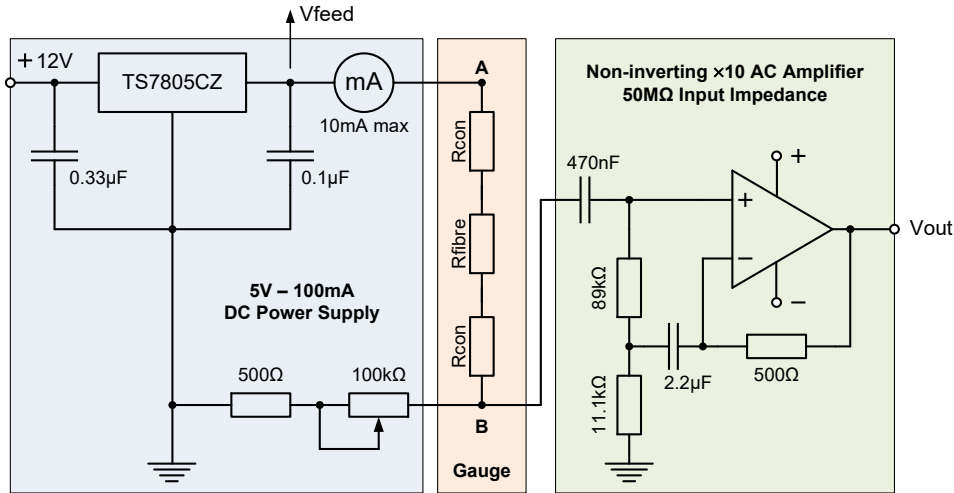 Vfeed
+ 12V
TS7805CZ
mA
10mA max
0.33µF
0.1µF
5V – 100mA
DC Power Supply
500Ω
100kΩ
A
Rcon
Rfibre
Rcon
B
Gauge
Non-inverting ×10 AC Amplifier
50MΩ Input Impedance
470nF
+
+
−
−
Vout
89kΩ
2.2µF
500Ω
11.1kΩ